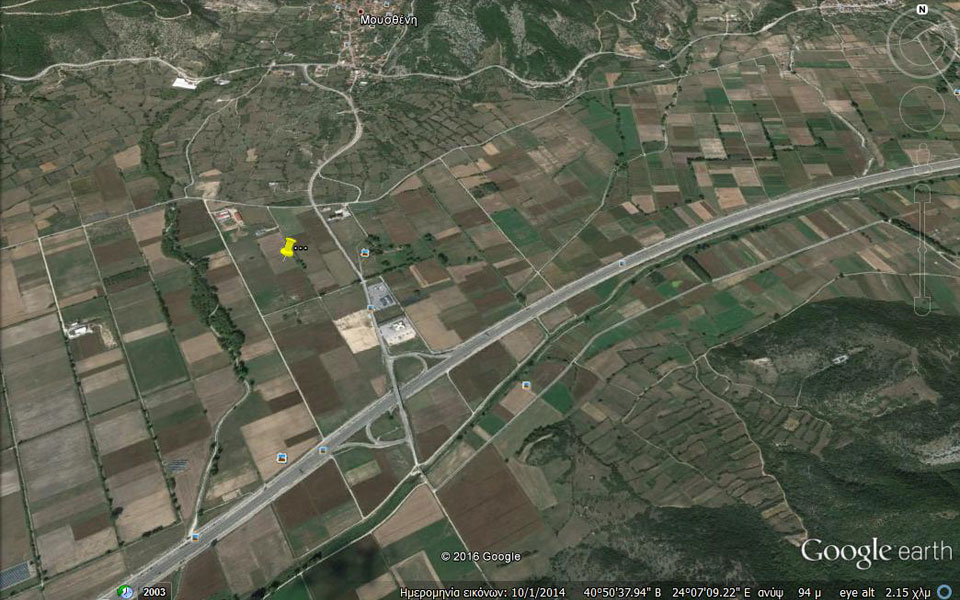 Μουσθένη
N
...
© 2016 Google
Google earth
2003
Ημερομηνία εικόνων: 10/1/2014 40°50'37.94" Β 24°07'09.22" Ε ανύψ 94 μ eye alt 2.15 χλμ